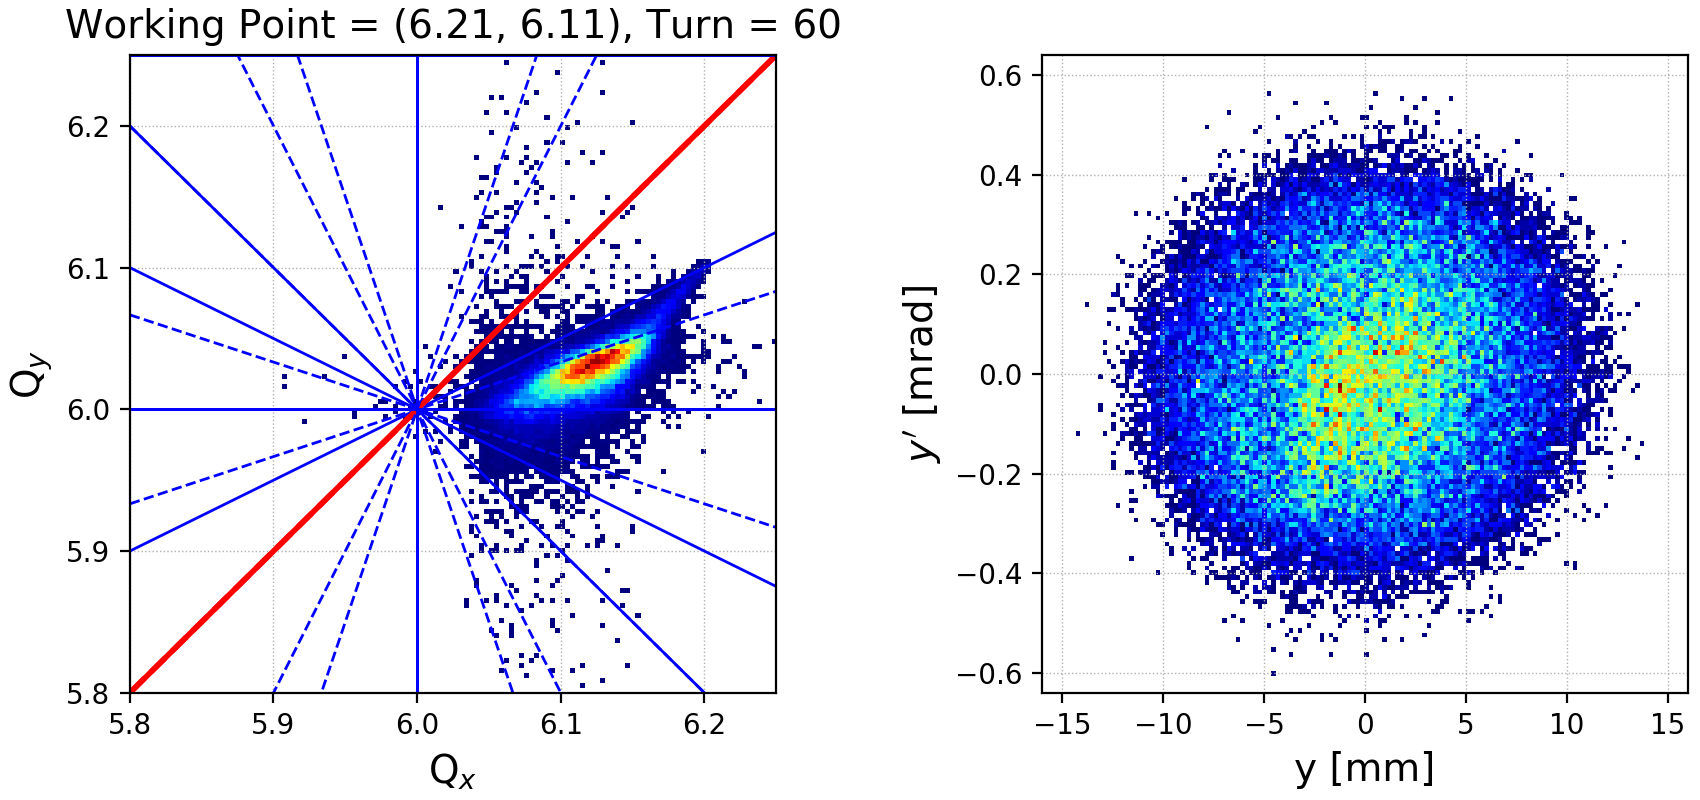 Working Point = (6.21, 6.11), Turn = 60
6.2
6.1
6.0
5.9
5.8
Q_y
5.8 5.9 6.0 6.1 6.2
Q_x
0.6
0.4
0.2
0.0
−0.2
−0.4
−0.6
y′ [mrad]
−15 −10 −5 0 5 10 15
y [mm]